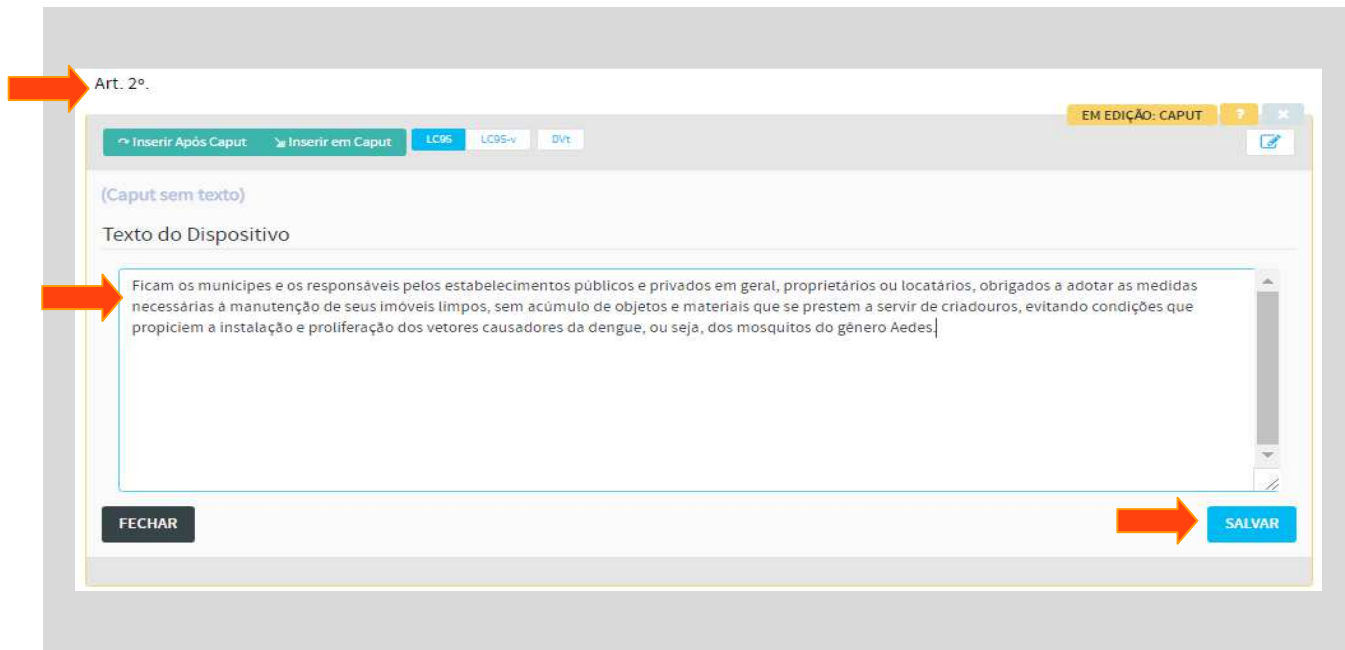 Art. 2º.
EM EDIÇÃO: CAPUT ? ×
Inserir Após Caput Inserir em Caput LC95 LC95-v DVt
(Caput sem texto)
Texto do Dispositivo
Ficam os munícipes e os responsáveis pelos estabelecimentos públicos e privados em geral, proprietários ou locatários, obrigados a adotar as medidas
necessárias à manutenção de seus imóveis limpos, sem acúmulo de objetos e materiais que se prestem a servir de criadouros, evitando condições que
propiciem a instalação e proliferação dos vetores causadores da dengue, ou seja, dos mosquitos do gênero Aedes.
FECHAR SALVAR